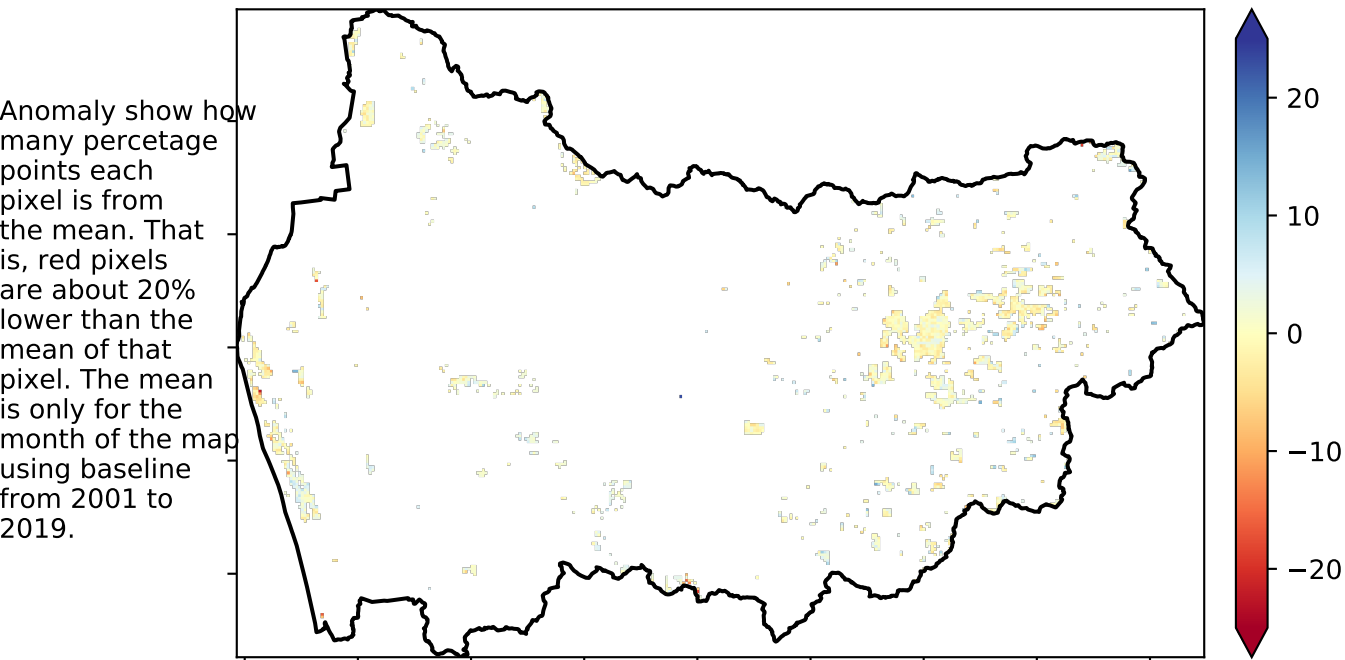 Anomaly show how
many percetage
points each
pixel is from
the mean. That
is, red pixels
are about 20%
lower than the
mean of that
pixel. The mean
is only for the
month of the map
using baseline
from 2001 to
2019.
20
10
0
−10
−20